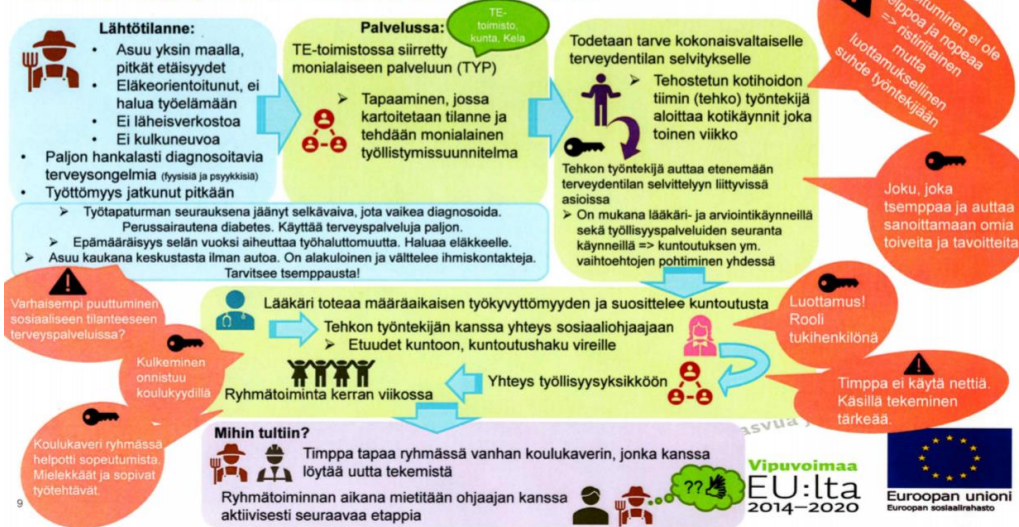 Lähtötilanne:
• Asuu yksin maalla,
pitkät etäisyydet
• Eläkeorientoitunut, ei
halua työelämään
• Ei läheisverkostoa
• Ei kulkuneuvoa
• Paljon hankalasti diagnosoitavia
terveysongelmia (fyysisiä ja psyykkisiä)
• Työttömyys jatkunut pitkään
Palvelussa:
TE-
toimisto,
kunta, Kela
TE-toimistossa siirretty
monialaiseen palveluun (TYP)
➢ Tapaaminen, jossa
kartoitetaan tilanne ja
tehdään monialainen
työllistymissuunnitelma
Todetaan tarve kokonaisvaltaiselle
terveydentilan selvitykselle
➢ Tehostetun kotihoidon
tiimin (tehko) työntekijä
aloittaa kotikäynnit joka
toinen viikko
Tehkon työntekijä auttaa etenemään
terveydentilan selvittelyyn liittyvissä
asioissa
➢ On mukana lääkäri- ja arviointikäynneillä
sekä työllisyyspalveluiden seuranta
käynneillä => kuntoutuksen ym.
vaihtoehtojen pohtiminen yhdessä
ei ole
helppoa ja nopeaa
=> ristiriitainen
mutta
luottamuksellinen
suhde työntekijään
Joku, joka
tsemppaa ja auttaa
sanoittamaan omia
toiveita ja tavoitteita
➢ Työtapaturman seurauksena jäänyt selkävaiva, jota vaikea diagnosoida.
Perussairautena diabetes. Käyttää terveyspalveluja paljon.
➢ Epämääräisyys selän vuoksi aiheuttaa työhaluttomuutta. Haluaa eläkkeelle.
➢ Asuu kaukana keskustasta ilman autoa. On alakuloinen ja välttelee ihmiskontakteja.
Tarvitsee tsemppausta!
Varhaisempi puuttuminen
sosiaaliseen tilanteeseen
terveyspalveluissa?
Lääkäri toteaa määräaikaisen työkyvyttömyyden ja suosittelee kuntoutusta
Tehkon työntekijän kanssa yhteys sosiaaliohjaajaan
➢ Etuudet kuntoon, kuntoutushaku vireille
Yhteys työllisyysyksikköön
Ryhmätoiminta kerran viikossa
Luottamus!
Rooli
tukihenkilönä
Kulkeminen
onnistuu
koulukyydillä
Timppa ei käytä nettiä.
Käsillä tekeminen
tärkeää.
Koulukaveri ryhmässä
helpotti sopeutumista.
Mielekkäät ja sopivat
työtehtävät.
Mihin tultiin?
Timppa tapaa ryhmässä vanhan koulukaverin, jonka kanssa
löytää uutta tekemistä
Ryhmätoiminnan aikana mietitään ohjaajan kanssa
aktiivisesti seuraavaa etappia
??
Vipuvoimaa
EU:lta
2014–2020
Euroopan unioni
Euroopan sosiaalirahasto
9